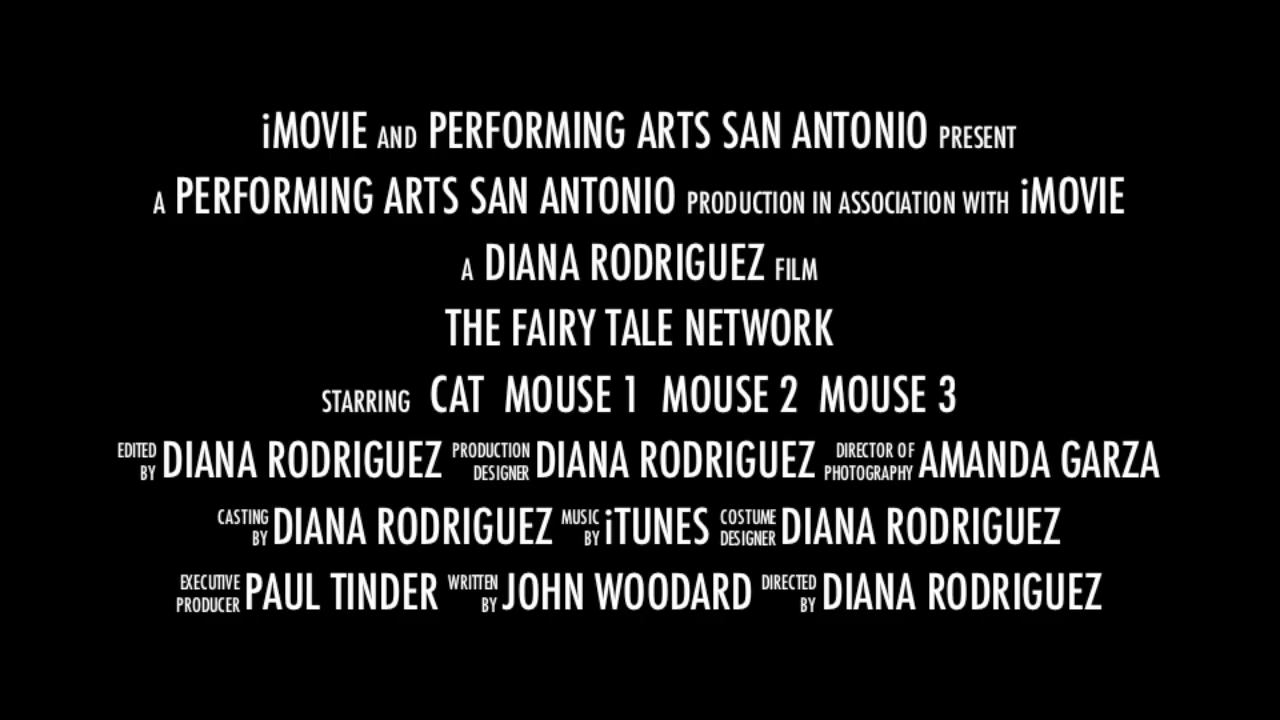 iMOVIE AND PERFORMING ARTS SAN ANTONIO PRESENT
A PERFORMING ARTS SAN ANTONIO PRODUCTION IN ASSOCIATION WITH iMOVIE
A DIANA RODRIGUEZ FILM
THE FAIRY TALE NETWORK
STARRING CAT MOUSE 1 MOUSE 2 MOUSE 3
EDITED BY DIANA RODRIGUEZ PRODUCTION DESIGNER DIANA RODRIGUEZ DIRECTOR OF PHOTOGRAPHY AMANDA GARZA
CASTING BY DIANA RODRIGUEZ MUSIC BY iTUNES COSTUME DESIGNER DIANA RODRIGUEZ
EXECUTIVE PRODUCER PAUL TINDER WRITTEN BY JOHN WOODARD DIRECTED BY DIANA RODRIGUEZ